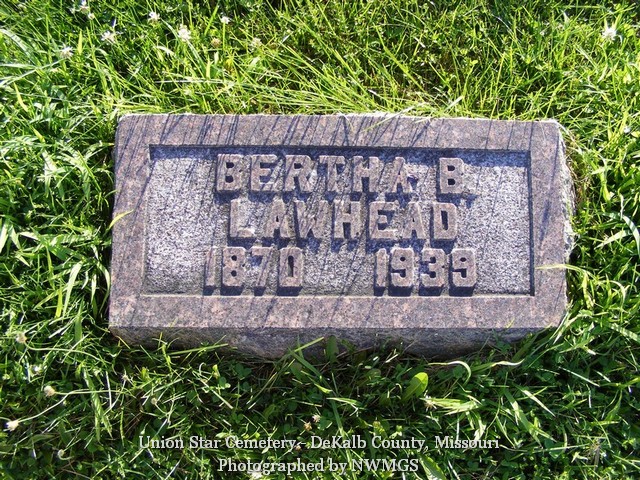 BERTHA B.
LAWHEAD
1870 1939
Union Star Cemetery - DeKalb County, Missouri
Photographed by NWMGS